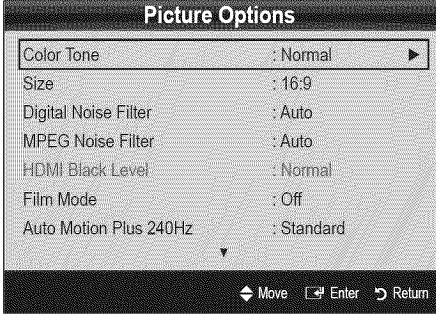 Picture Options
Color Tone : Normal ►
Size : 16:9
Digital Noise Filter : Auto
MPEG Noise Filter : Auto
HDMI Black Level : Normal
Film Mode : Off
Auto Motion Plus 240Hz : Standard
▼
Move Enter Return